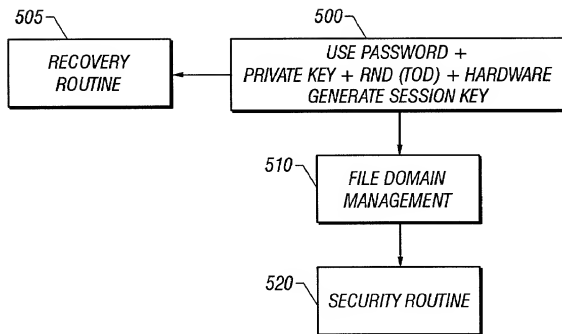 505
RECOVERY
ROUTINE
500
USE PASSWORD +
PRIVATE KEY + RND (TOD) + HARDWARE
GENERATE SESSION KEY
510
FILE DOMAIN
MANAGEMENT
520
SECURITY ROUTINE